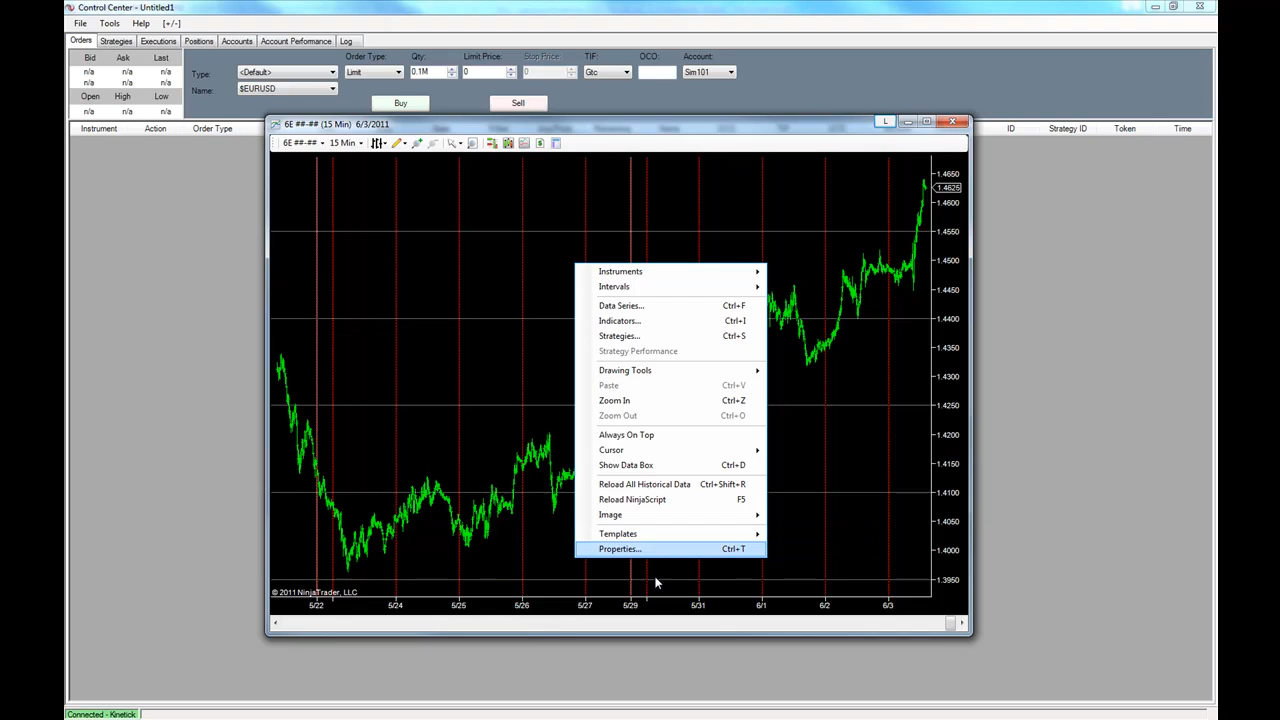 Control Center - Untitled1
File Tools Help [+/-]
Orders Strategies Executions Positions Accounts Account Performance Log
Bid Ask Last
n/a n/a n/a
n/a n/a n/a
Open High Low
n/a n/a n/a
Order Type: Qty: Limit Price: Stop Price: TIF: OCO: Account:
Type: <Default> Limit 0.1M 0 0 Gtc Sim101
Name: $EURUSD
Buy Sell
Instrument Action Order Type ID Strategy ID Token Time
6E ##-## (15 Min) 6/3/2011
L
6E ##-## 15 Min
1.4650
1.4625
1.4600
1.4550
1.4500
1.4450
1.4400
1.4350
1.4300
1.4250
1.4200
1.4150
1.4100
1.4050
1.4000
1.3950
Instruments
Intervals
Data Series... Ctrl+F
Indicators... Ctrl+I
Strategies... Ctrl+S
Strategy Performance
Drawing Tools
Paste Ctrl+V
Zoom In Ctrl+Z
Zoom Out Ctrl+O
Always On Top
Cursor
Show Data Box Ctrl+D
Reload All Historical Data Ctrl+Shift+R
Reload NinjaScript F5
Image
Templates
Properties... Ctrl+T
© 2011 NinjaTrader, LLC
5/22 5/24 5/25 5/26 5/27 5/29 5/31 6/1 6/2 6/3
Connected - Kinetick